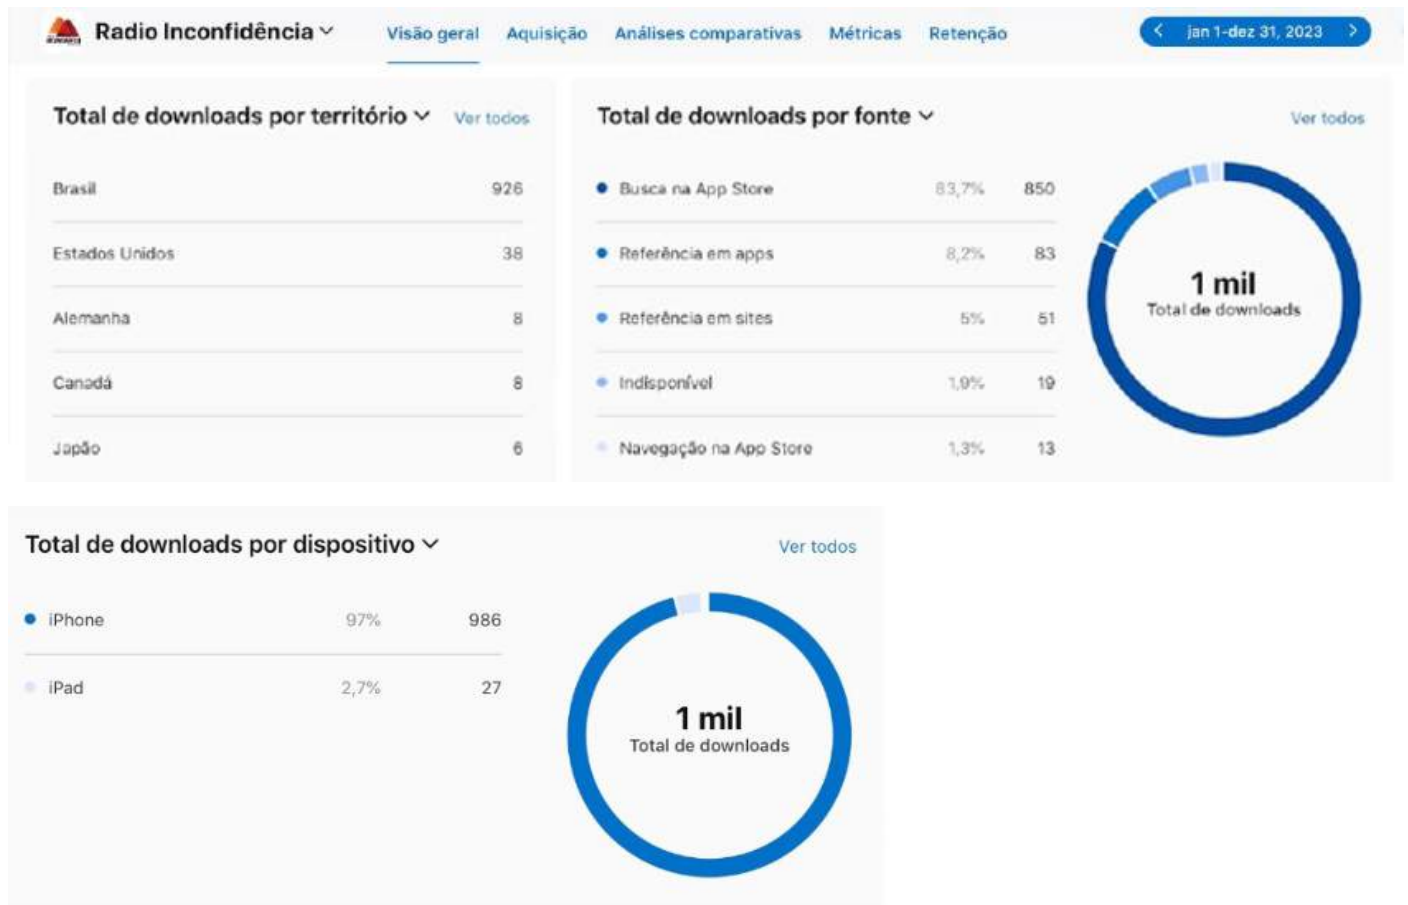 Radio Inconfidência Visão geral Aquisição Análises comparativas Métricas Retenção jan 1-dez 31, 2023
Total de downloads por território Ver todos
Brasil 926
Estados Unidos 38
Alemanha 8
Canadá 8
Japão 6
Total de downloads por fonte Ver todos
Busca na App Store 83,7% 850
Referência em apps 8,2% 83
Referência em sites 5% 51
Indisponível 1,9% 19
Navegação na App Store 1,3% 13
1 mil
Total de downloads
Total de downloads por dispositivo Ver todos
iPhone 97% 986
iPad 2,7% 27
1 mil
Total de downloads